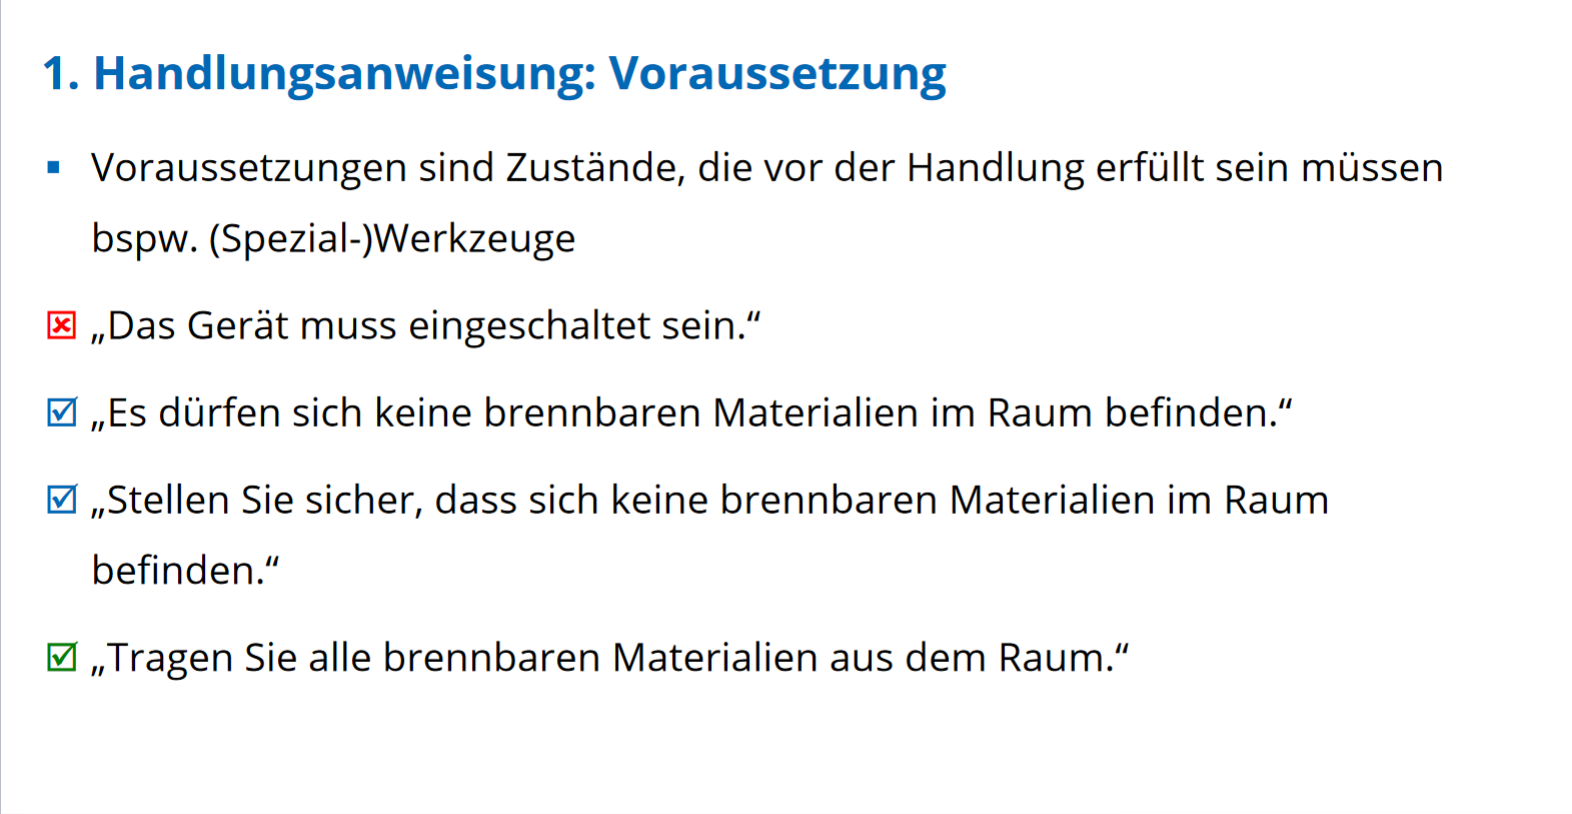 1. Handlungsanweisung: Voraussetzung
▪ Voraussetzungen sind Zustände, die vor der Handlung erfüllt sein müssen
bspw. (Spezial-)Werkzeuge
☒ „Das Gerät muss eingeschaltet sein.“
☑ „Es dürfen sich keine brennbaren Materialien im Raum befinden.“
☑ „Stellen Sie sicher, dass sich keine brennbaren Materialien im Raum
befinden.“
☑ „Tragen Sie alle brennbaren Materialien aus dem Raum.“